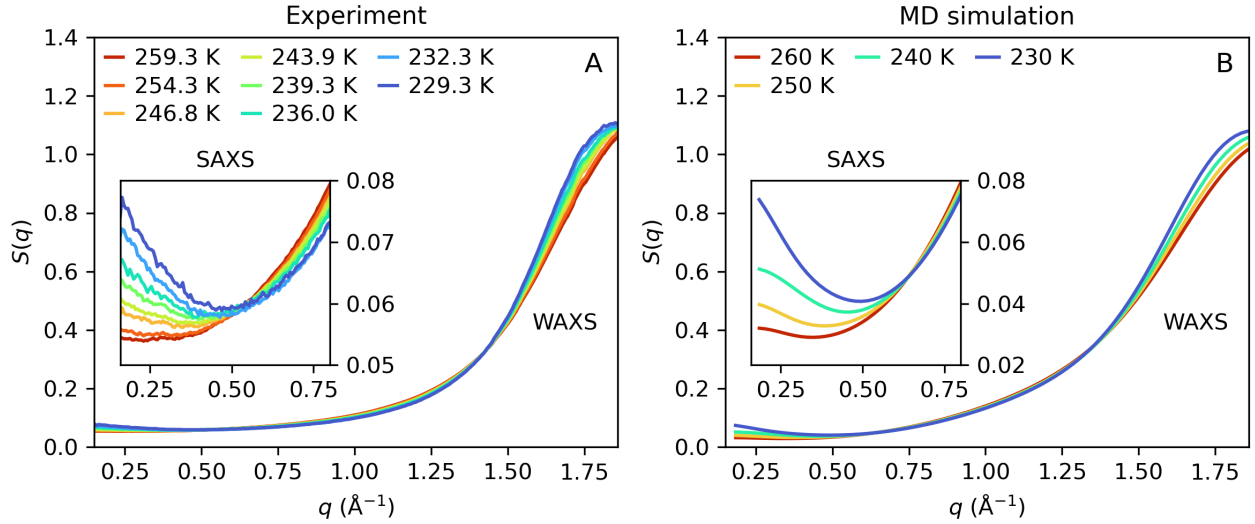 Experiment
MD simulation
1.4
1.2
1.0
0.8
0.6
0.4
0.2
0.0
S(q)
259.3 K
254.3 K
246.8 K
243.9 K
239.3 K
236.0 K
232.3 K
229.3 K
A
SAXS
0.08
0.07
0.06
0.05
0.25 0.50 0.75
WAXS
0.25 0.50 0.75 1.00 1.25 1.50 1.75
q (Å⁻¹)
1.4
1.2
1.0
0.8
0.6
0.4
0.2
0.0
S(q)
260 K
250 K
240 K
230 K
B
SAXS
0.08
0.06
0.04
0.02
0.25 0.50 0.75
WAXS
0.25 0.50 0.75 1.00 1.25 1.50 1.75
q (Å⁻¹)